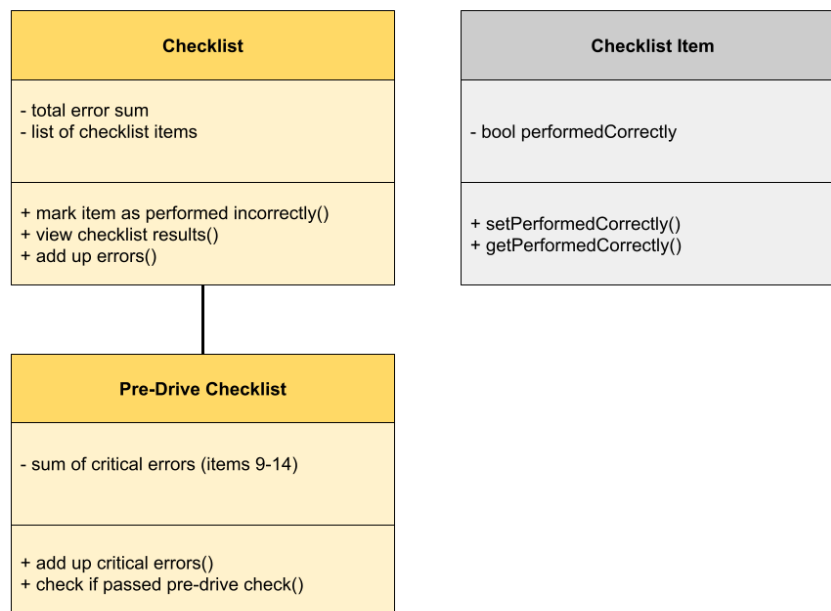 Checklist
- total error sum
- list of checklist items
+ mark item as performed incorrectly()
+ view checklist results()
+ add up errors()
Checklist Item
- bool performedCorrectly
+ setPerformedCorrectly()
+ getPerformedCorrectly()
Pre-Drive Checklist
- sum of critical errors (items 9-14)
+ add up critical errors()
+ check if passed pre-drive check()